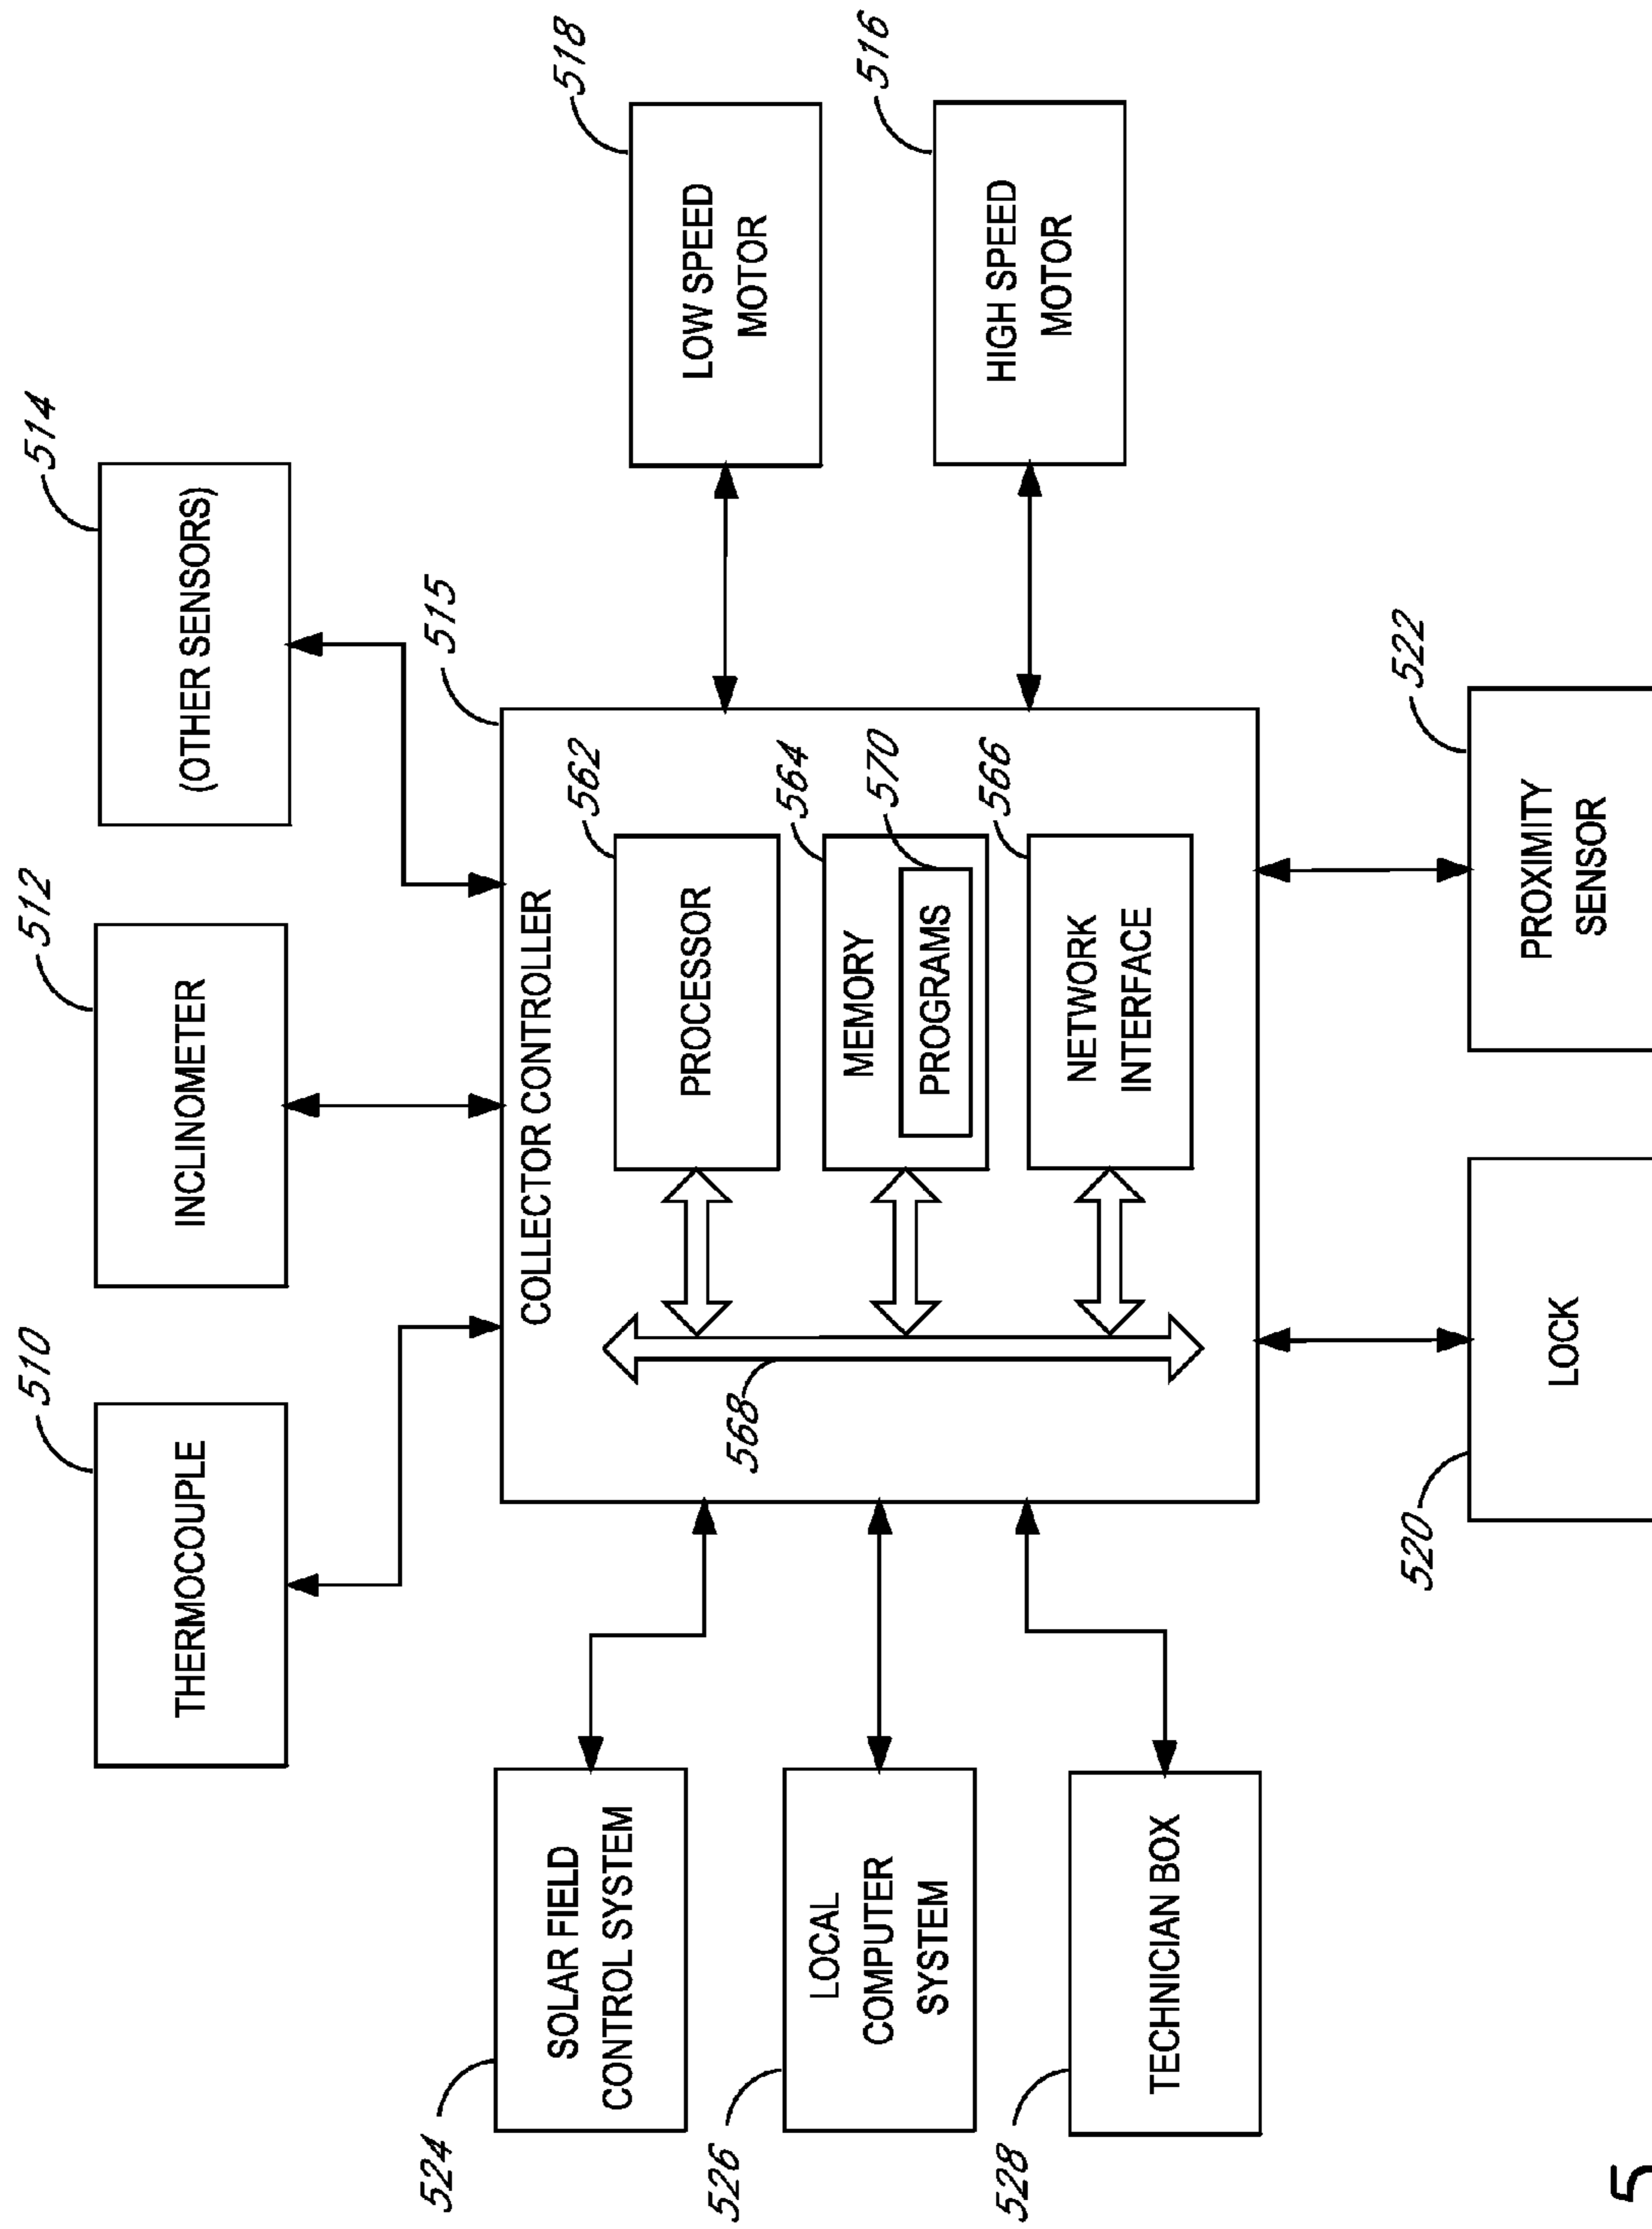 510
512
514
THERMOCOUPLE
INCLINOMETER
(OTHER SENSORS)
515
524
SOLAR FIELD
CONTROL SYSTEM
COLLECTOR CONTROLLER
562
PROCESSOR
518
LOW SPEED
MOTOR
568
526
LOCAL
COMPUTER
SYSTEM
564
MEMORY
570
PROGRAMS
516
HIGH SPEED
MOTOR
528
TECHNICIAN BOX
566
NETWORK
INTERFACE
520
LOCK
522
PROXIMITY
SENSOR
5